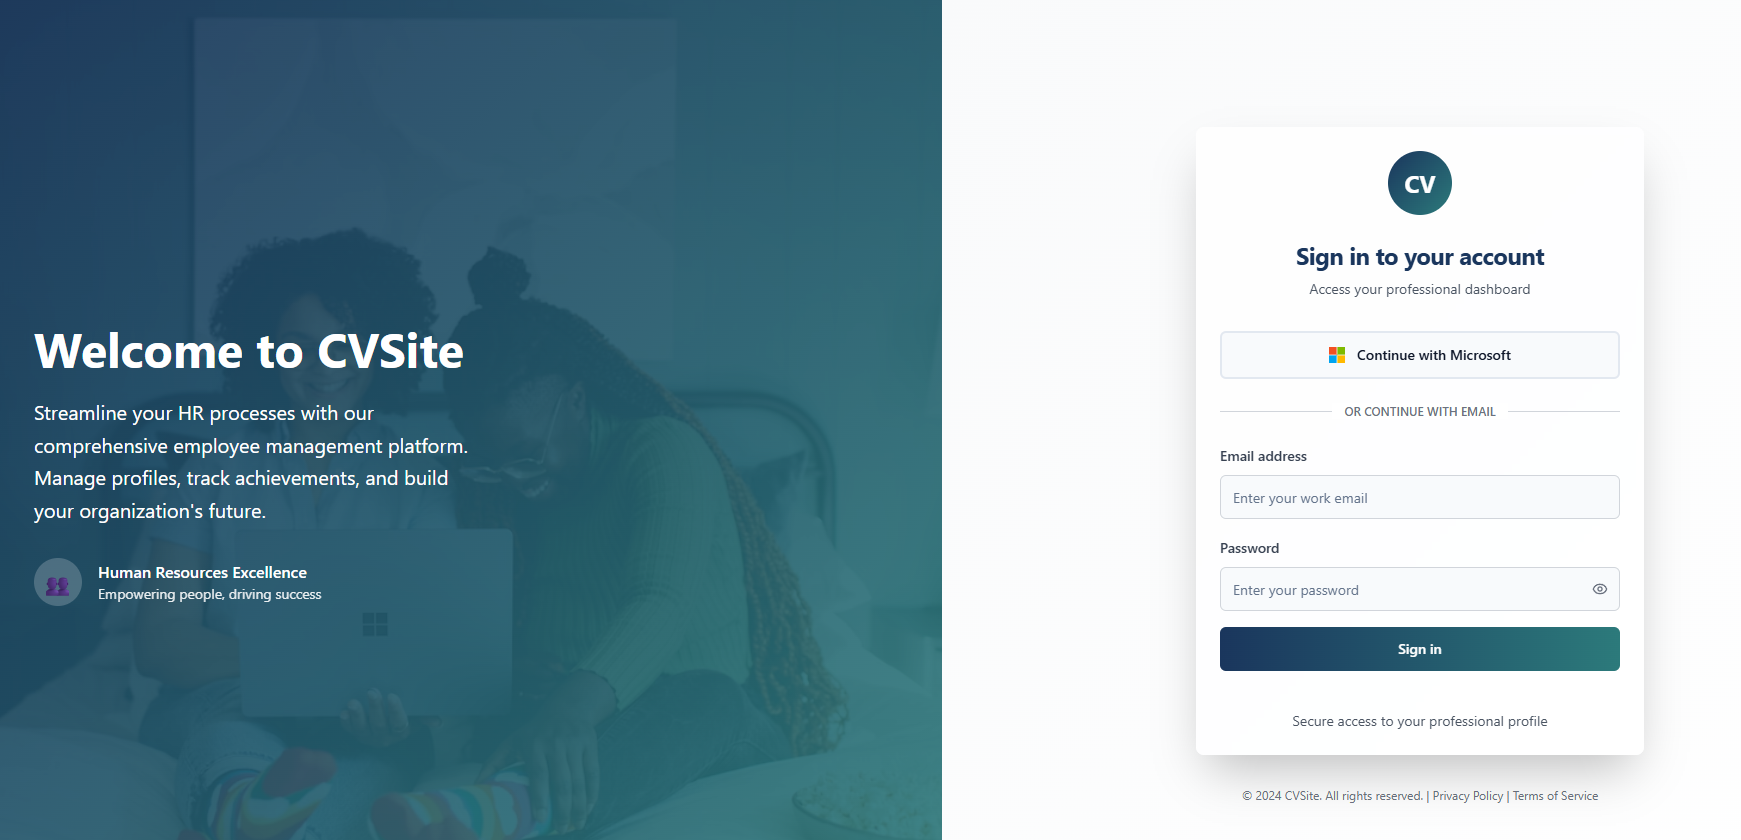 Welcome to CVSite
Streamline your HR processes with our
comprehensive employee management platform.
Manage profiles, track achievements, and build
your organization's future.
Human Resources Excellence
Empowering people, driving success
CV
Sign in to your account
Access your professional dashboard
Continue with Microsoft
OR CONTINUE WITH EMAIL
Email address
Enter your work email
Password
Enter your password
Sign in
Secure access to your professional profile
© 2024 CVSite. All rights reserved. | Privacy Policy | Terms of Service